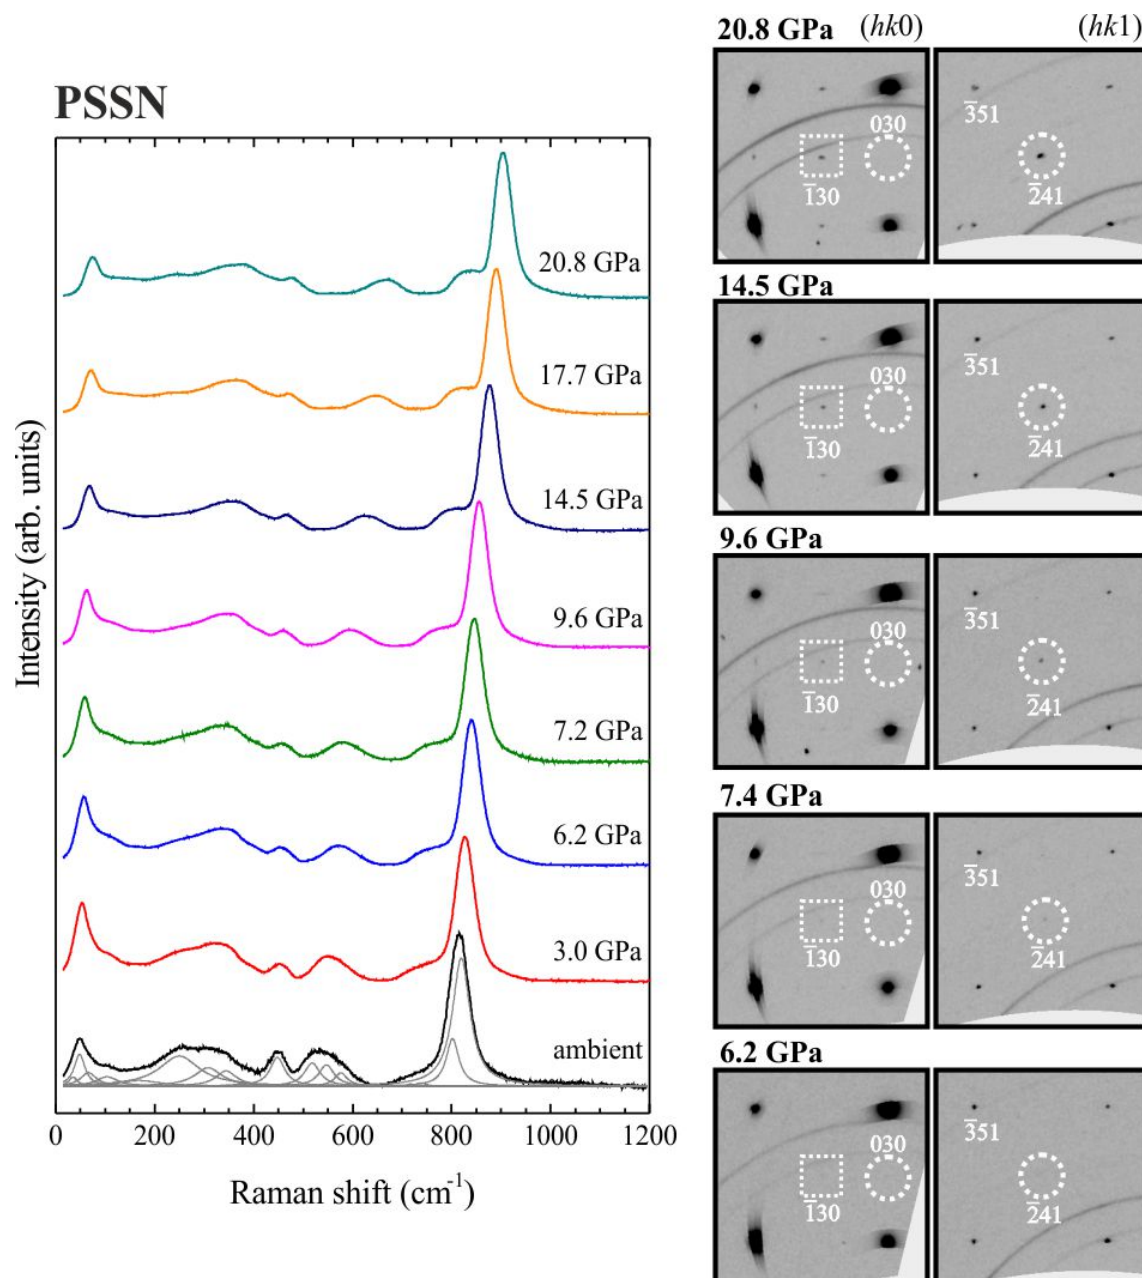 PSSN
Intensity (arb. units)
20.8 GPa
17.7 GPa
14.5 GPa
9.6 GPa
7.2 GPa
6.2 GPa
3.0 GPa
ambient
0 200 400 600 800 1000 1200
Raman shift (cm⁻¹)
20.8 GPa (hk0) (hk1)
030
1̅30
3̅51
2̅41
14.5 GPa
030
1̅30
3̅51
2̅41
9.6 GPa
030
1̅30
3̅51
2̅41
7.4 GPa
030
1̅30
3̅51
2̅41
6.2 GPa
030
1̅30
3̅51
2̅41